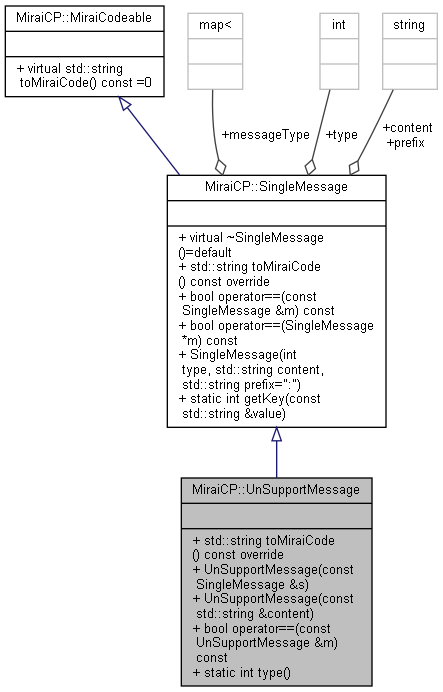 MiraiCP::MiraiCodeable
+ virtual std::string
toMiraiCode() const =0
map<
int
string
+messageType
+type
+content
+prefix
MiraiCP::SingleMessage
+ virtual ~SingleMessage
()=default
+ std::string toMiraiCode
() const override
+ bool operator==(const
SingleMessage &m) const
+ bool operator==(SingleMessage
*m) const
+ SingleMessage(int
type, std::string content,
std::string prefix=":")
+ static int getKey(const
std::string &value)
MiraiCP::UnSupportMessage
+ std::string toMiraiCode
() const override
+ UnSupportMessage(const
SingleMessage &s)
+ UnSupportMessage(const
std::string &content)
+ bool operator==(const
UnSupportMessage &m)
const
+ static int type()